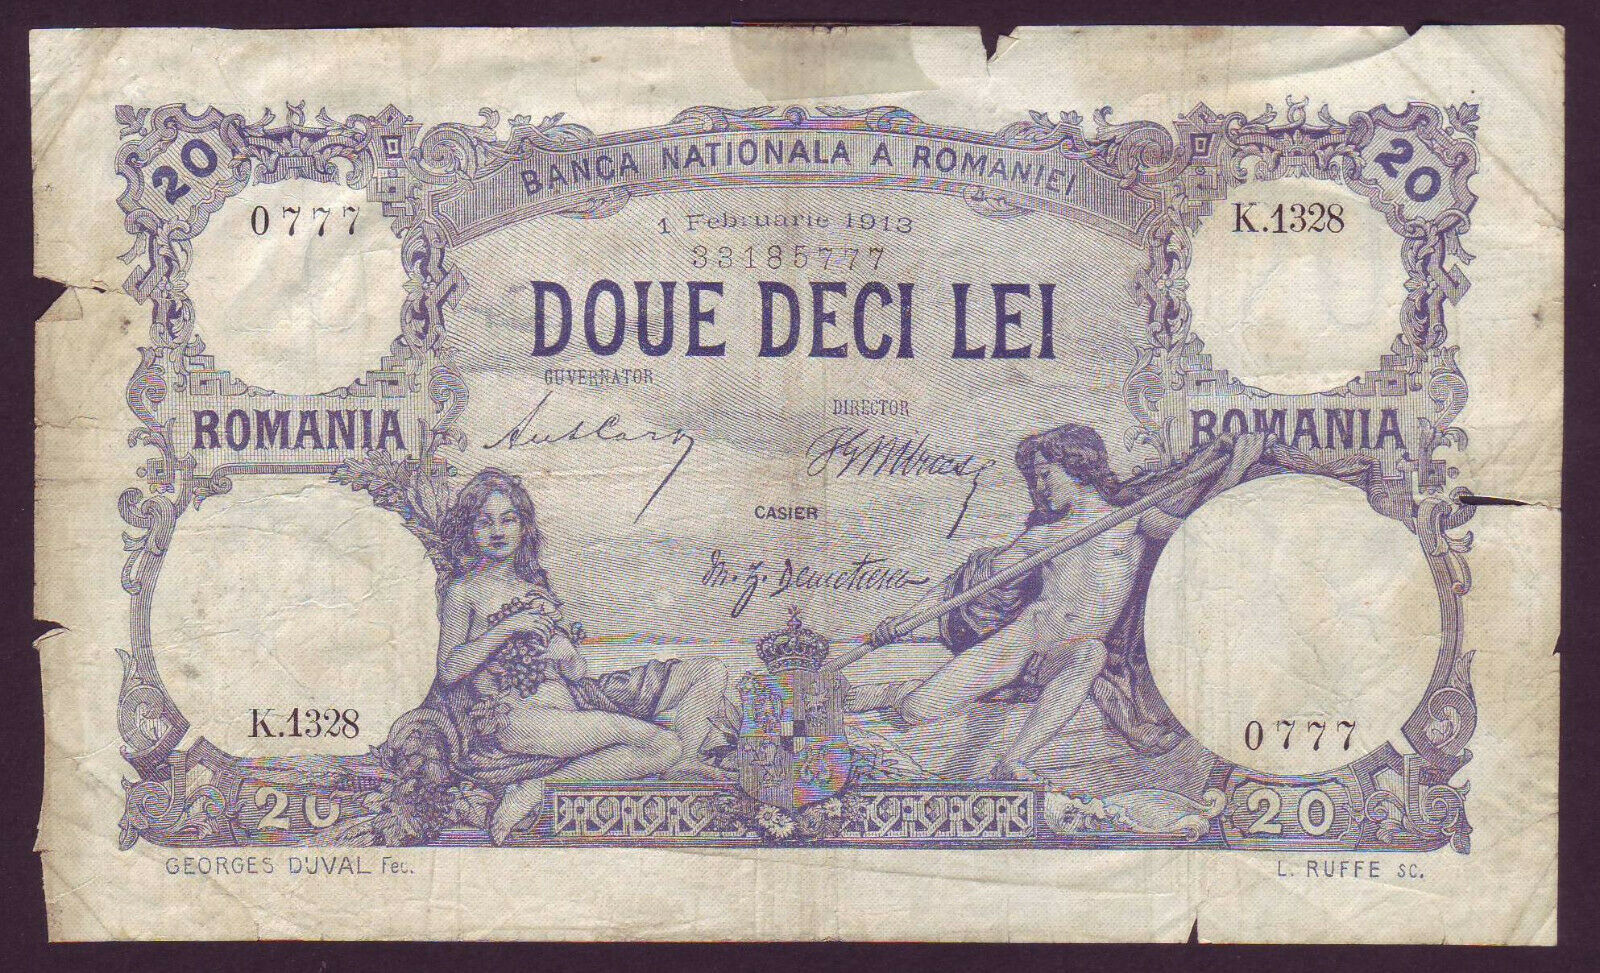 20
20
BANCA NATIONALA A ROMANIEI
0777
1 Februarie 1913
K.1328
33185777
DOUE DECI LEI
GUVERNATOR
DIRECTOR
ROMANIA
ROMANIA
CASIER
K.1328
0777
20
20
GEORGES DUVAL Fec.
L. RUFFE SC.